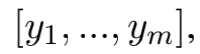 [y₁, ..., yₘ],